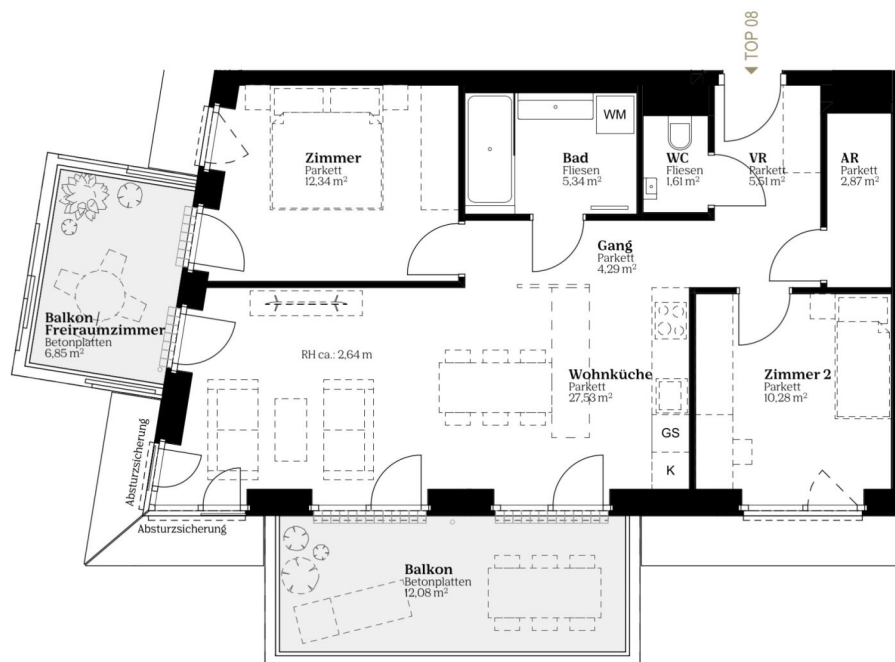 TOP 08
WM
Zimmer
Parkett
12,34 m²
Bad
Fliesen
5,34 m²
WC
Fliesen
1,61 m²
VR
Parkett
5,51 m²
AR
Parkett
2,87 m²
Gang
Parkett
4,29 m²
Balkon/
Freiraumzimmer
Betonplatten
6,85 m²
RH ca.: 2,64 m
Wohnküche
Parkett
27,53 m²
Zimmer 2
Parkett
10,28 m²
GS
K
Absturzsicherung
Absturzsicherung
Balkon
Betonplatten
12,08 m²